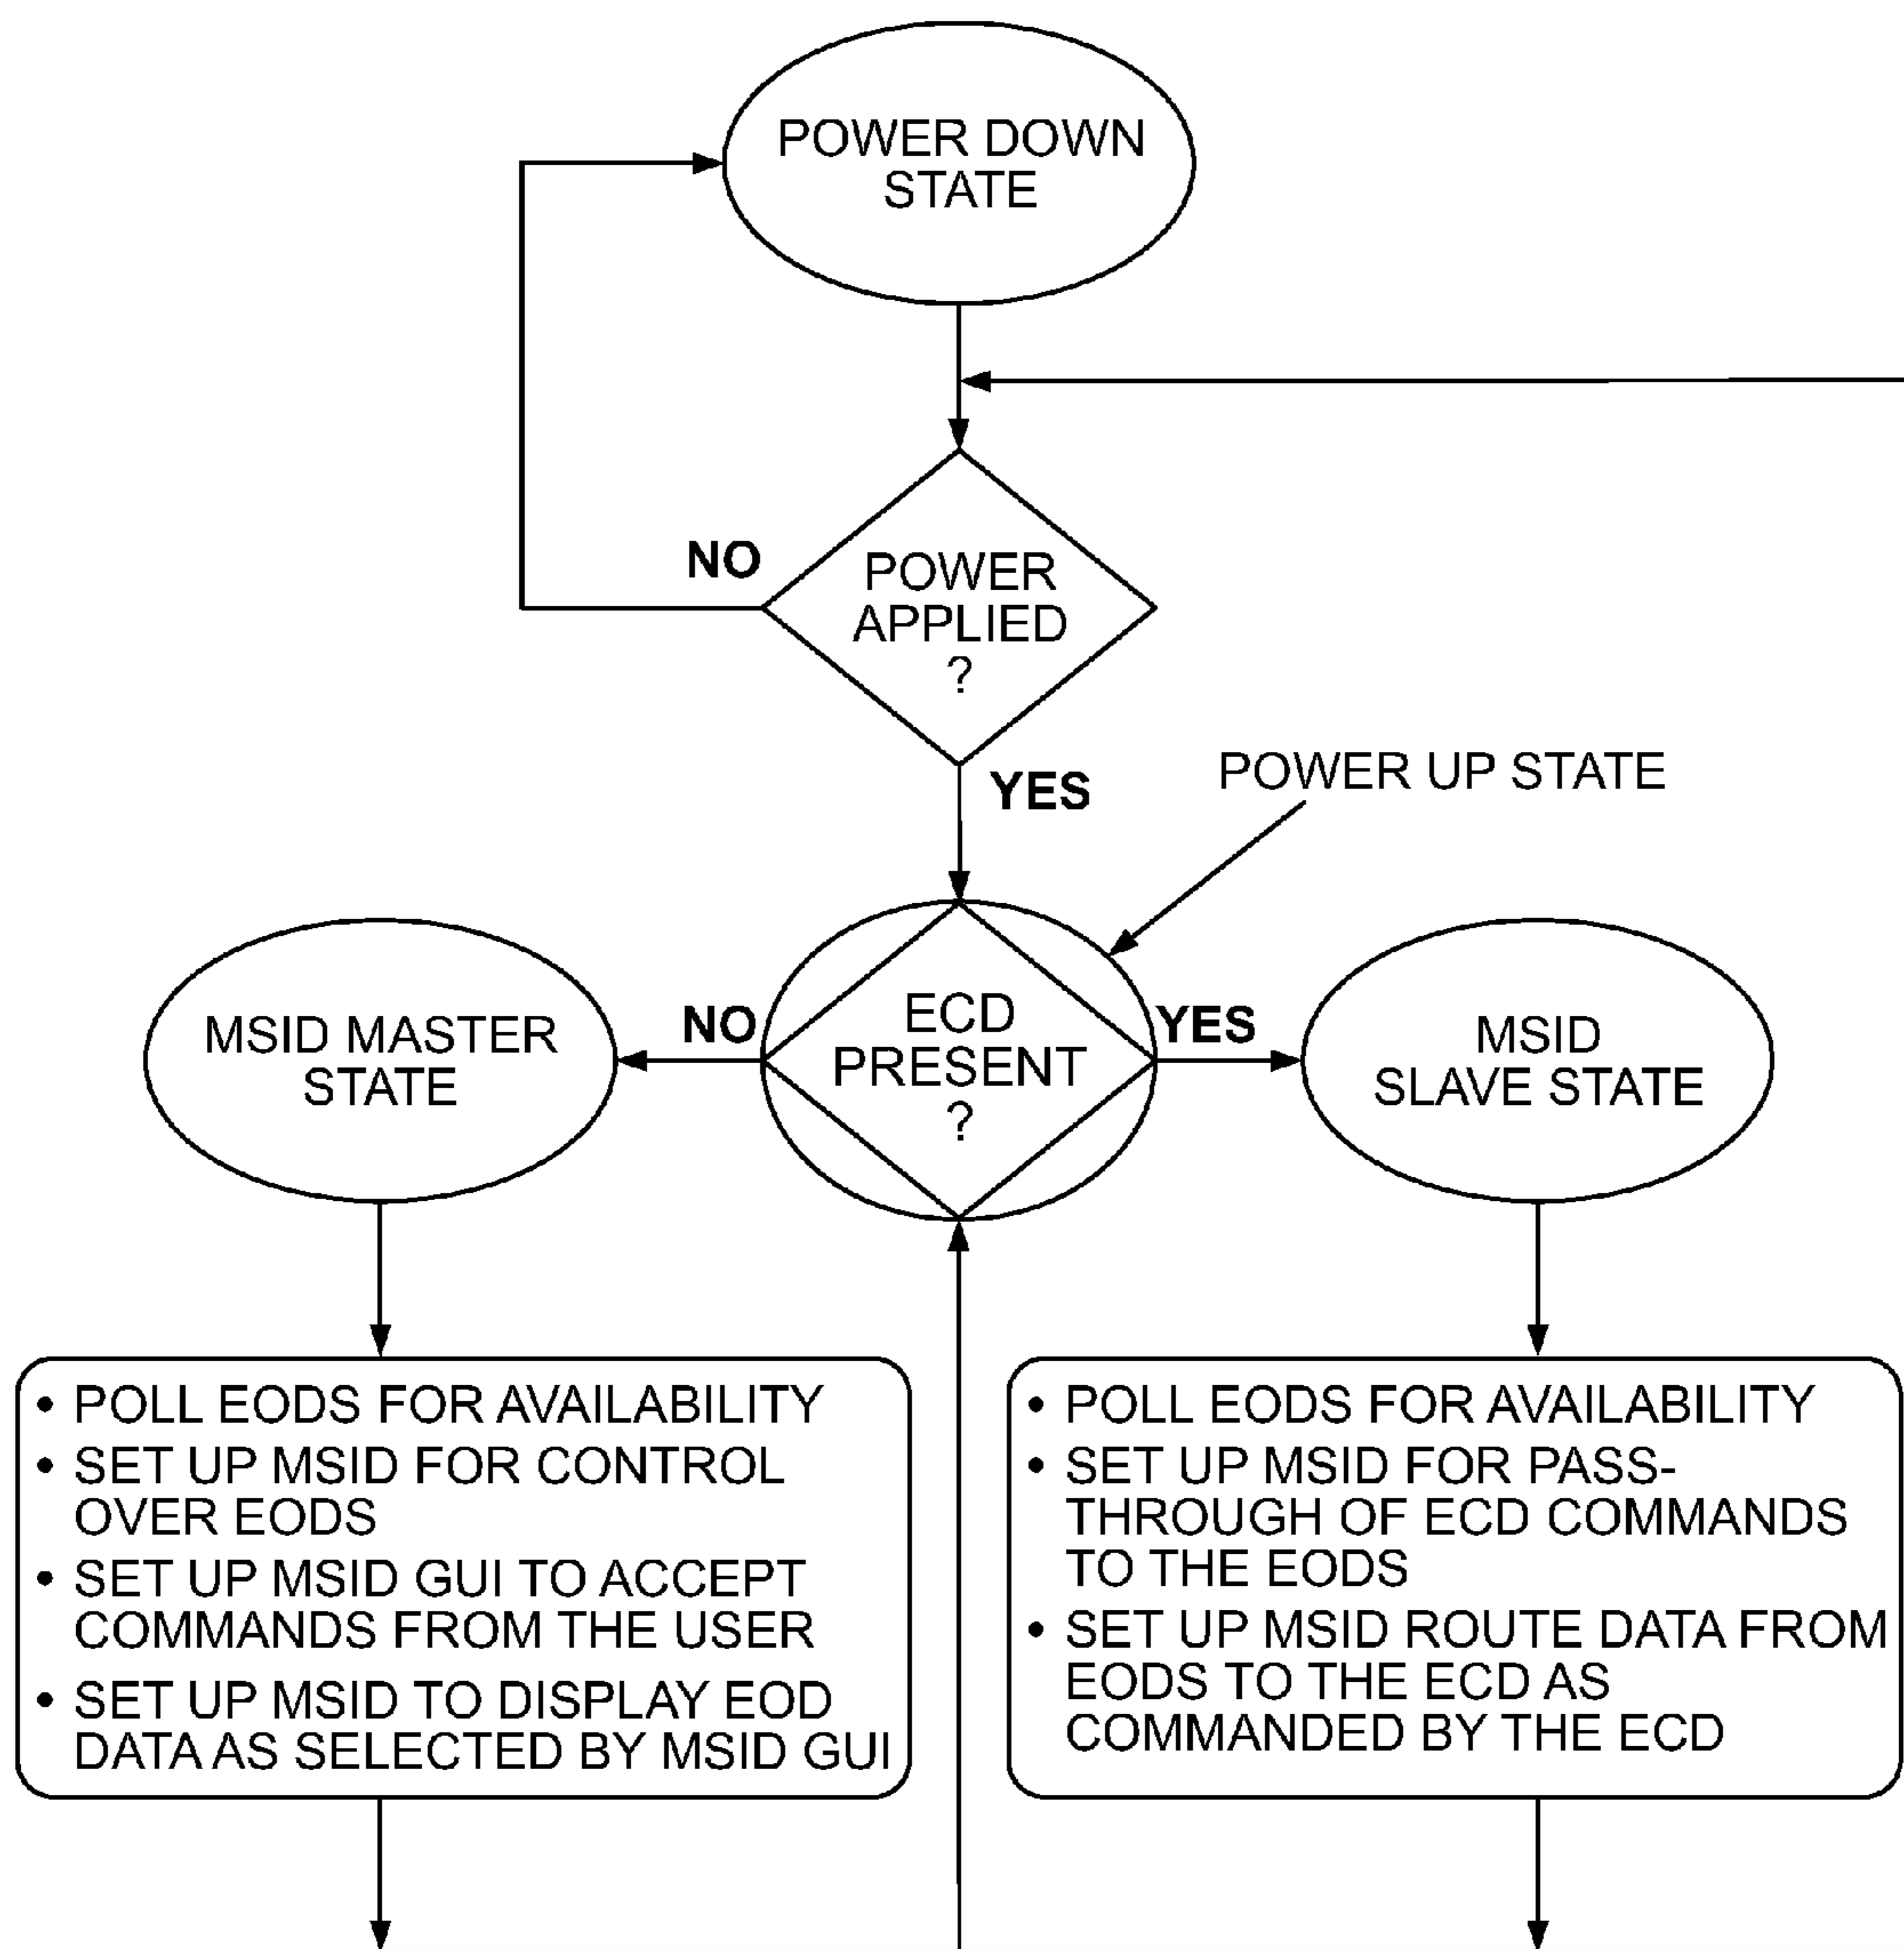 POWER DOWN
STATE
NO
POWER
APPLIED
?
YES
POWER UP STATE
MSID MASTER
STATE
NO
ECD
PRESENT
?
YES
MSID
SLAVE STATE
• POLL EODS FOR AVAILABILITY
• SET UP MSID FOR CONTROL
OVER EODS
• SET UP MSID GUI TO ACCEPT
COMMANDS FROM THE USER
• SET UP MSID TO DISPLAY EOD
DATA AS SELECTED BY MSID GUI
• POLL EODS FOR AVAILABILITY
• SET UP MSID FOR PASS-
THROUGH OF ECD COMMANDS
TO THE EODS
• SET UP MSID ROUTE DATA FROM
EODS TO THE ECD AS
COMMANDED BY THE ECD